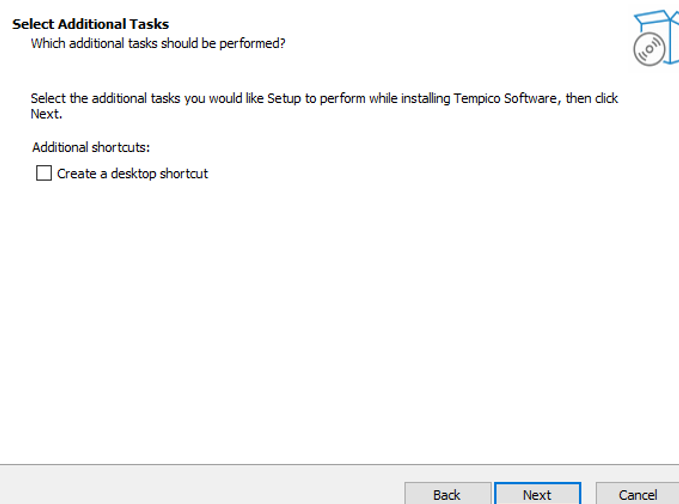 Select Additional Tasks
Which additional tasks should be performed?
Select the additional tasks you would like Setup to perform while installing Tempico Software, then click
Next.
Additional shortcuts:
Create a desktop shortcut
Back
Next
Cancel